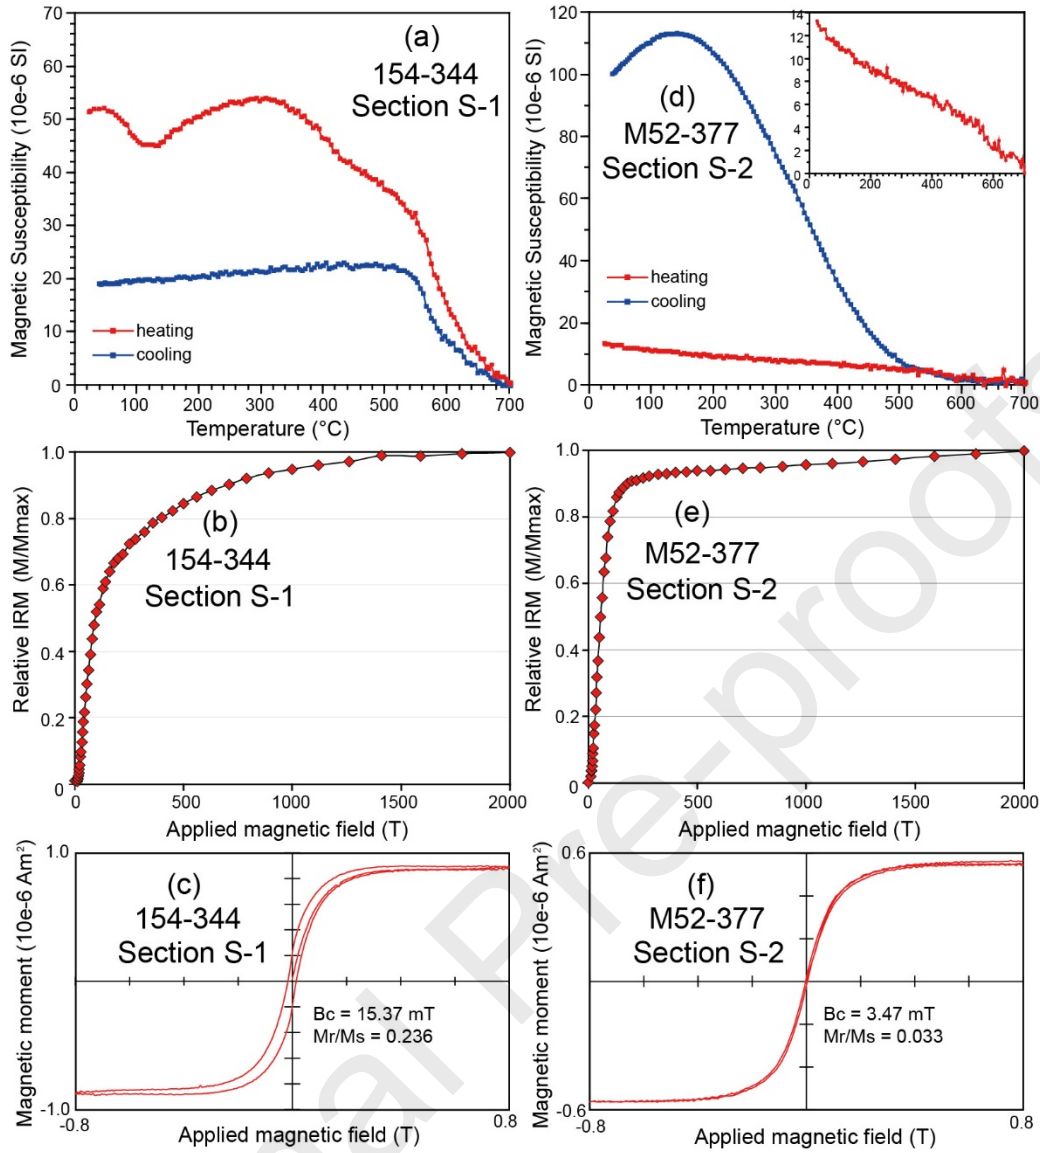 70
60
50
40
30
20
10
0
Magnetic Susceptibility (10e-6 SI)
(a)
154-344
Section S-1
heating
cooling
0 100 200 300 400 500 600 700
Temperature (°C)
120
100
80
60
40
20
0
Magnetic Susceptibility (10e-6 SI)
(d)
M52-377
Section S-2
14
12
10
8
6
4
2
0
0 200 400 600
heating
cooling
0 100 200 300 400 500 600 700
Temperature (°C)
1.0
0.8
0.6
0.4
0.2
0
Relative IRM (M/Mmax)
(b)
154-344
Section S-1
0 500 1000 1500 2000
Applied magnetic field (T)
1.0
0.8
0.6
0.4
0.2
0
Relative IRM (M/Mmax)
(e)
M52-377
Section S-2
0 500 1000 1500 2000
Applied magnetic field (T)
1.0
-1.0
Magnetic moment (10e-6 Am²)
(c)
154-344
Section S-1
Bc = 15.37 mT
Mr/Ms = 0.236
-0.8 0.8
Applied magnetic field (T)
0.6
-0.6
Magnetic moment (10e-6 Am²)
(f)
M52-377
Section S-2
Bc = 3.47 mT
Mr/Ms = 0.033
-0.8 0.8
Applied magnetic field (T)
nal Pre-proof